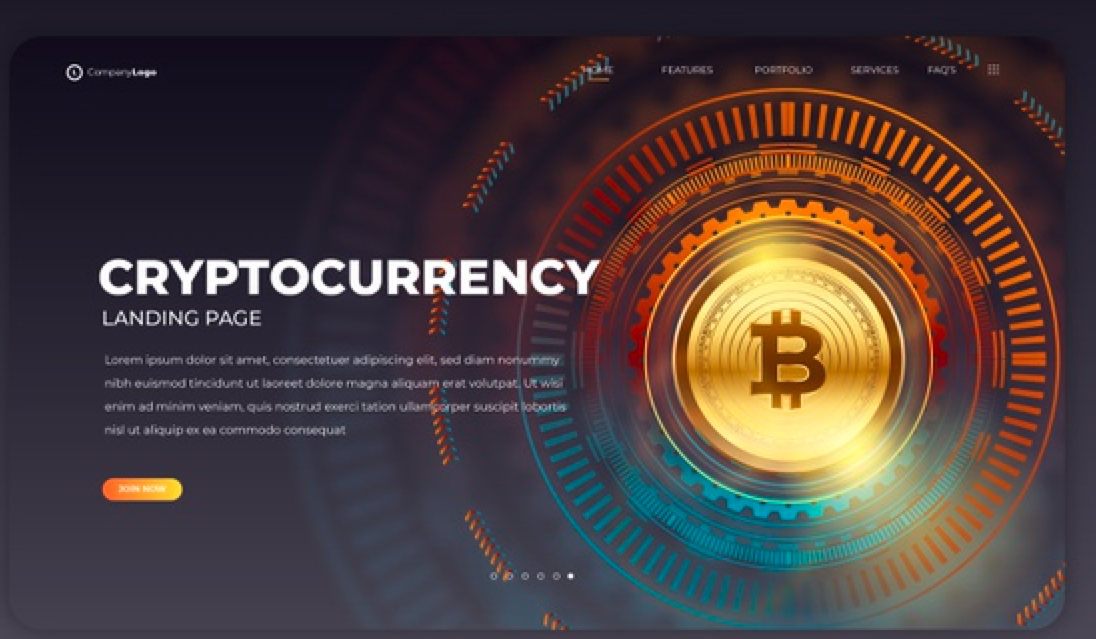 CompanyLogo
HOME FEATURES PORTFOLIO SERVICES FAQ'S
CRYPTOCURRENCY
LANDING PAGE
Lorem ipsum dolor sit amet, consectetuer adipiscing elit, sed diam nonummy
nibh euismod tincidunt ut laoreet dolore magna aliquam erat volutpat. Ut wisi
enim ad minim veniam, quis nostrud exerci tation ullamcorper suscipit lobortis
nisl ut aliquip ex ea commodo consequat
JOIN NOW